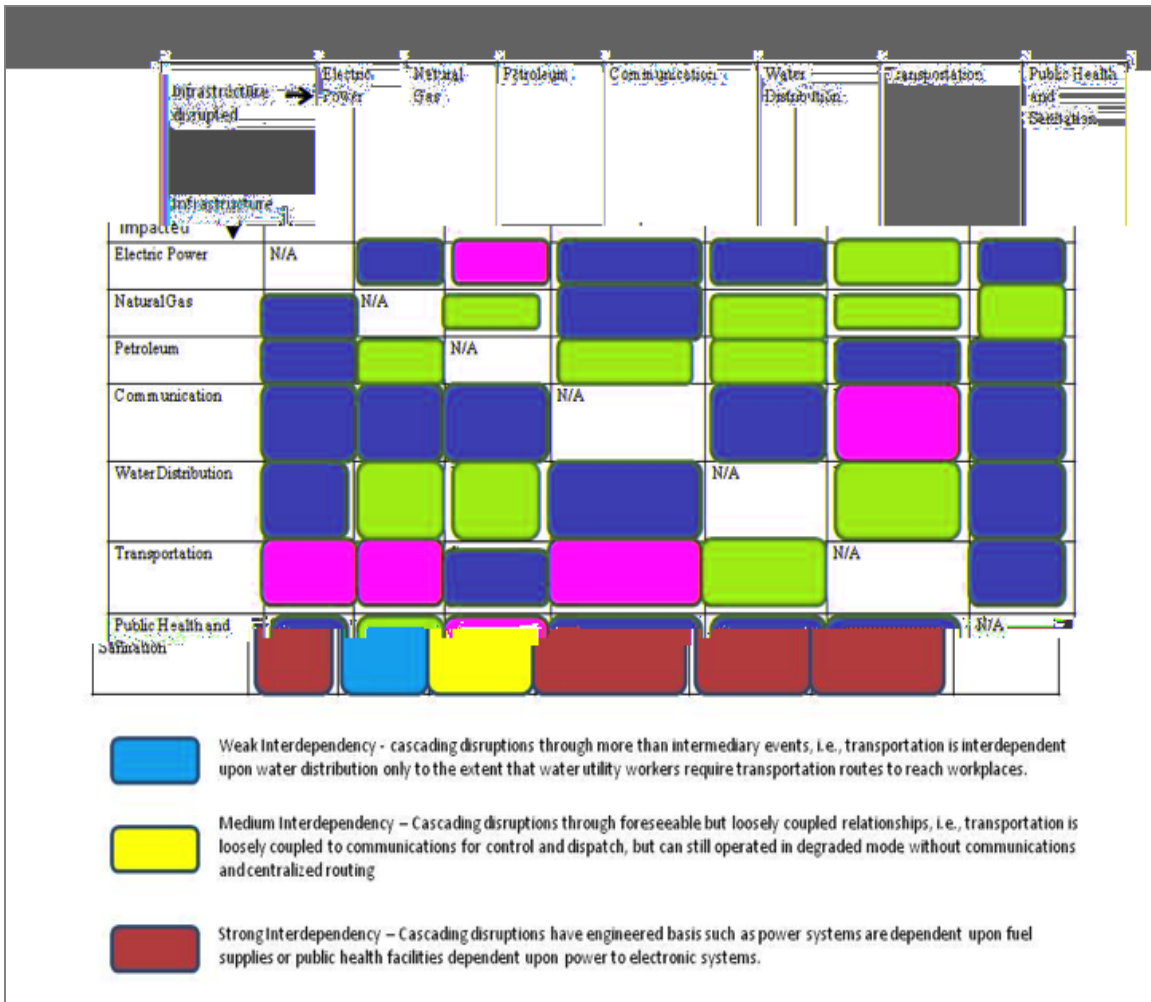 Electric Natural Petroleum Communication Water Transportation Public Health
Infrastructure Power Gas Distribution and
disrupted Sanitation
Infrastructure
Impacted
Electric Power N/A
Natural Gas N/A
Petroleum N/A
Communication N/A
Water Distribution N/A
Transportation N/A
Public Health and N/A
Sanitation
Weak Interdependency - cascading disruptions through more than intermediary events, i.e., transportation is interdependent
upon water distribution only to the extent that water utility workers require transportation routes to reach workplaces.
Medium Interdependency – Cascading disruptions through foreseeable but loosely coupled relationships, i.e., transportation is
loosely coupled to communications for control and dispatch, but can still operated in degraded mode without communications
and centralized routing
Strong Interdependency – Cascading disruptions have engineered basis such as power systems are dependent upon fuel
supplies or public health facilities dependent upon power to electronic systems.